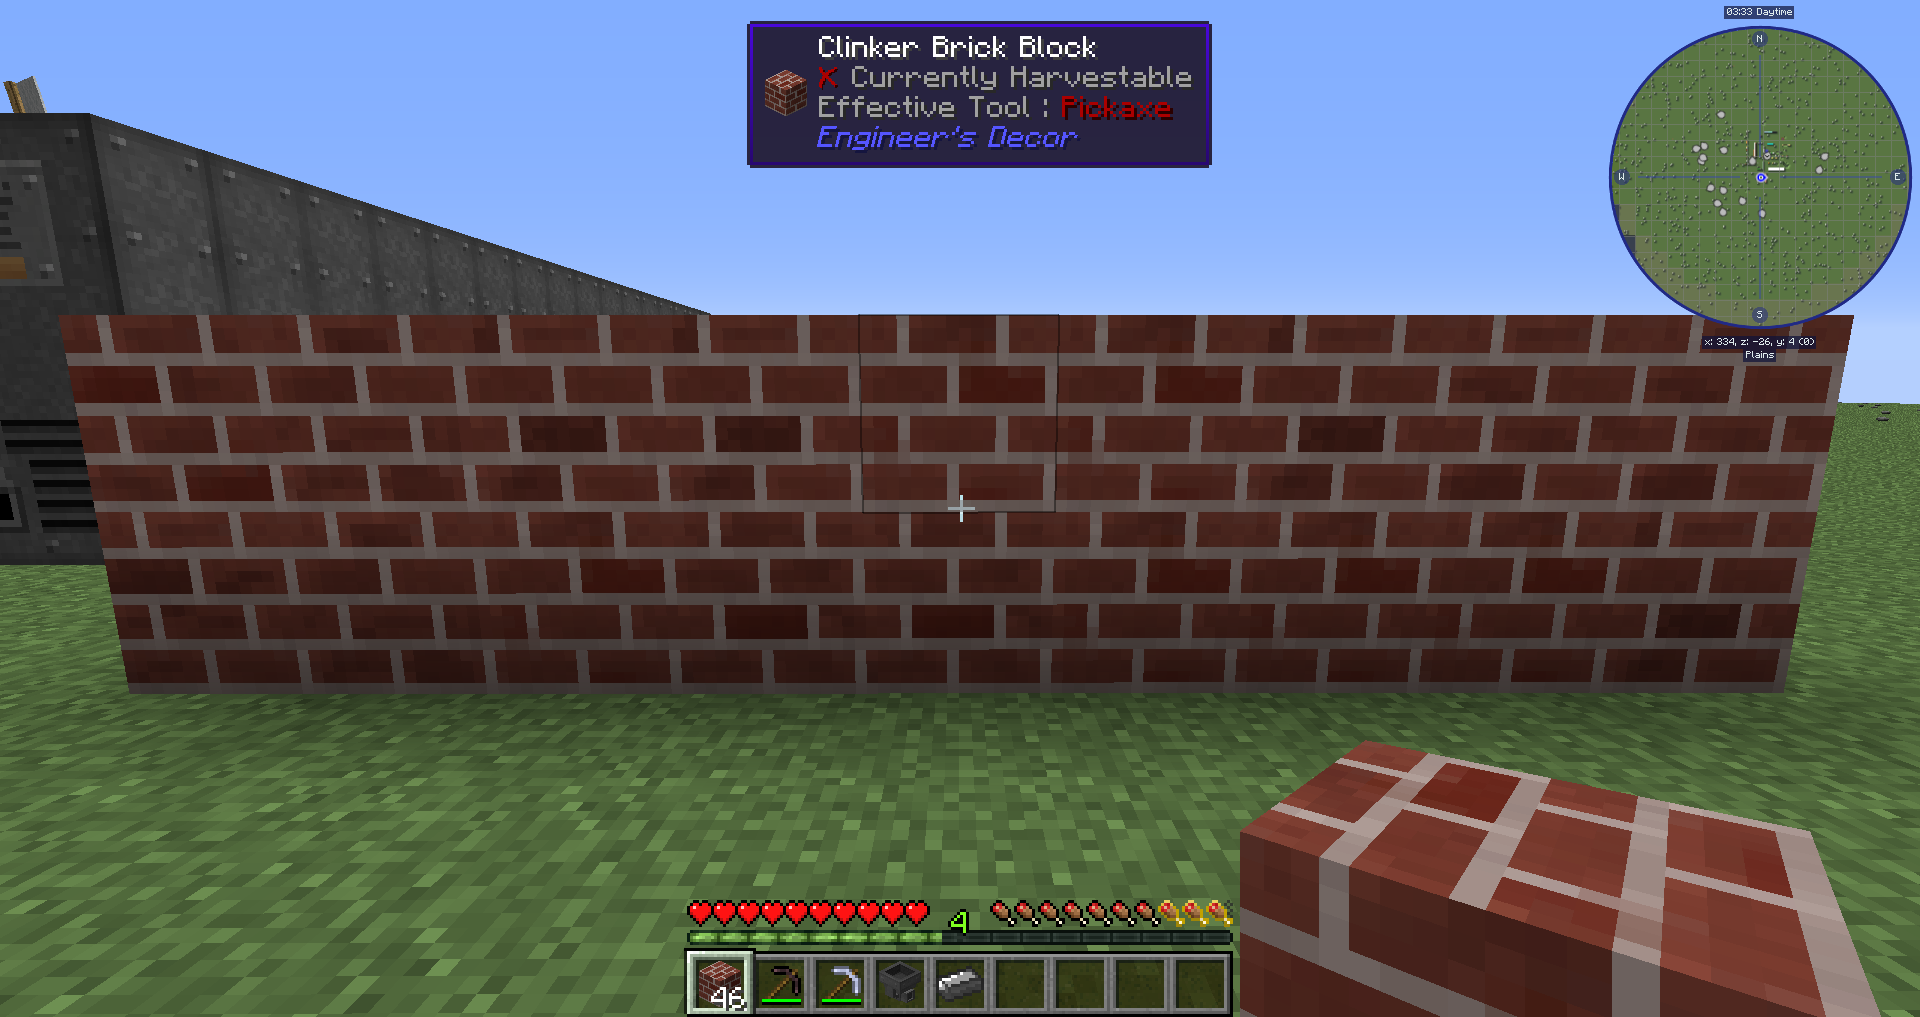 03:33 Daytime
N
Clinker Brick Block
X Currently Harvestable
Effective Tool : Pickaxe
Engineer's Decor
W
E
S
x: 334, z: -26, y: 4 (0)
Plains
4
46